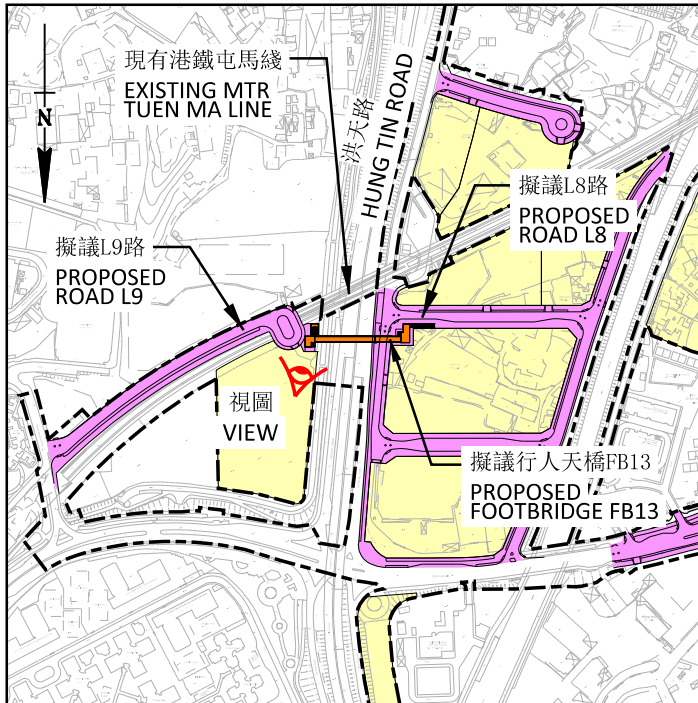 現有港鐵屯馬綫
EXISTING MTR
TUEN MA LINE
N
洪天路
HUNG TIN ROAD
擬議L8路
PROPOSED
ROAD L8
擬議L9路
PROPOSED
ROAD L9
視圖
VIEW
擬議行人天橋FB13
PROPOSED
FOOTBRIDGE FB13